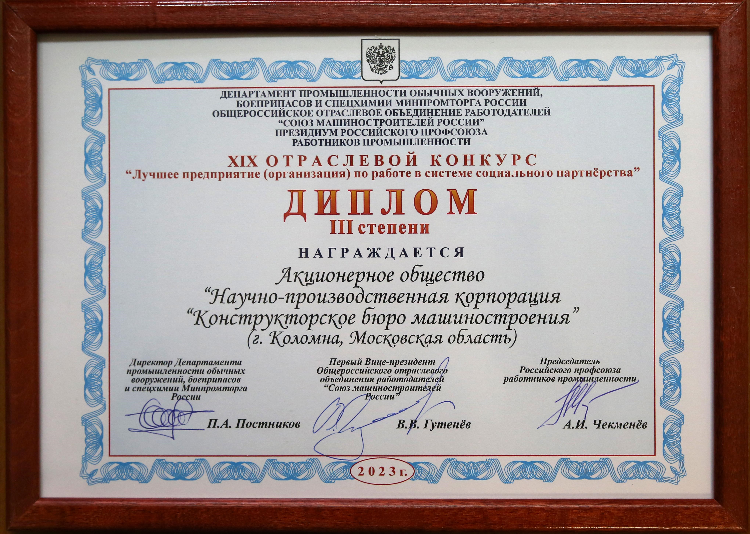 ДЕПАРТАМЕНТ ПРОМЫШЛЕННОСТИ ОБЫЧНЫХ ВООРУЖЕНИЙ,
БОЕПРИПАСОВ И СПЕЦХИМИИ МИНПРОМТОРГА РОССИИ
ОБЩЕРОССИЙСКОЕ ОТРАСЛЕВОЕ ОБЪЕДИНЕНИЕ РАБОТОДАТЕЛЕЙ
"СОЮЗ МАШИНОСТРОИТЕЛЕЙ РОССИИ"
ПРЕЗИДИУМ РОССИЙСКОГО ПРОФСОЮЗА
РАБОТНИКОВ ПРОМЫШЛЕННОСТИ
XIX ОТРАСЛЕВОЙ КОНКУРС
"Лучшее предприятие (организация) по работе в системе социального партнёрства"
ДИПЛОМ
III степени
НАГРАЖДАЕТСЯ
Акционерное общество
"Научно-производственная корпорация
"Конструкторское бюро машиностроения"
(г. Коломна, Московская область)
Директор Департамента
промышленности обычных
вооружений, боеприпасов
и спецхимии Минпромторга
России
П.А. Постников
Первый Вице-президент
Общероссийского отраслевого
объединения работодателей
"Союз машиностроителей
России"
В.В. Гутенёв
Председатель
Российского профсоюза
работников промышленности
А.И. Чекменёв
2023 г.